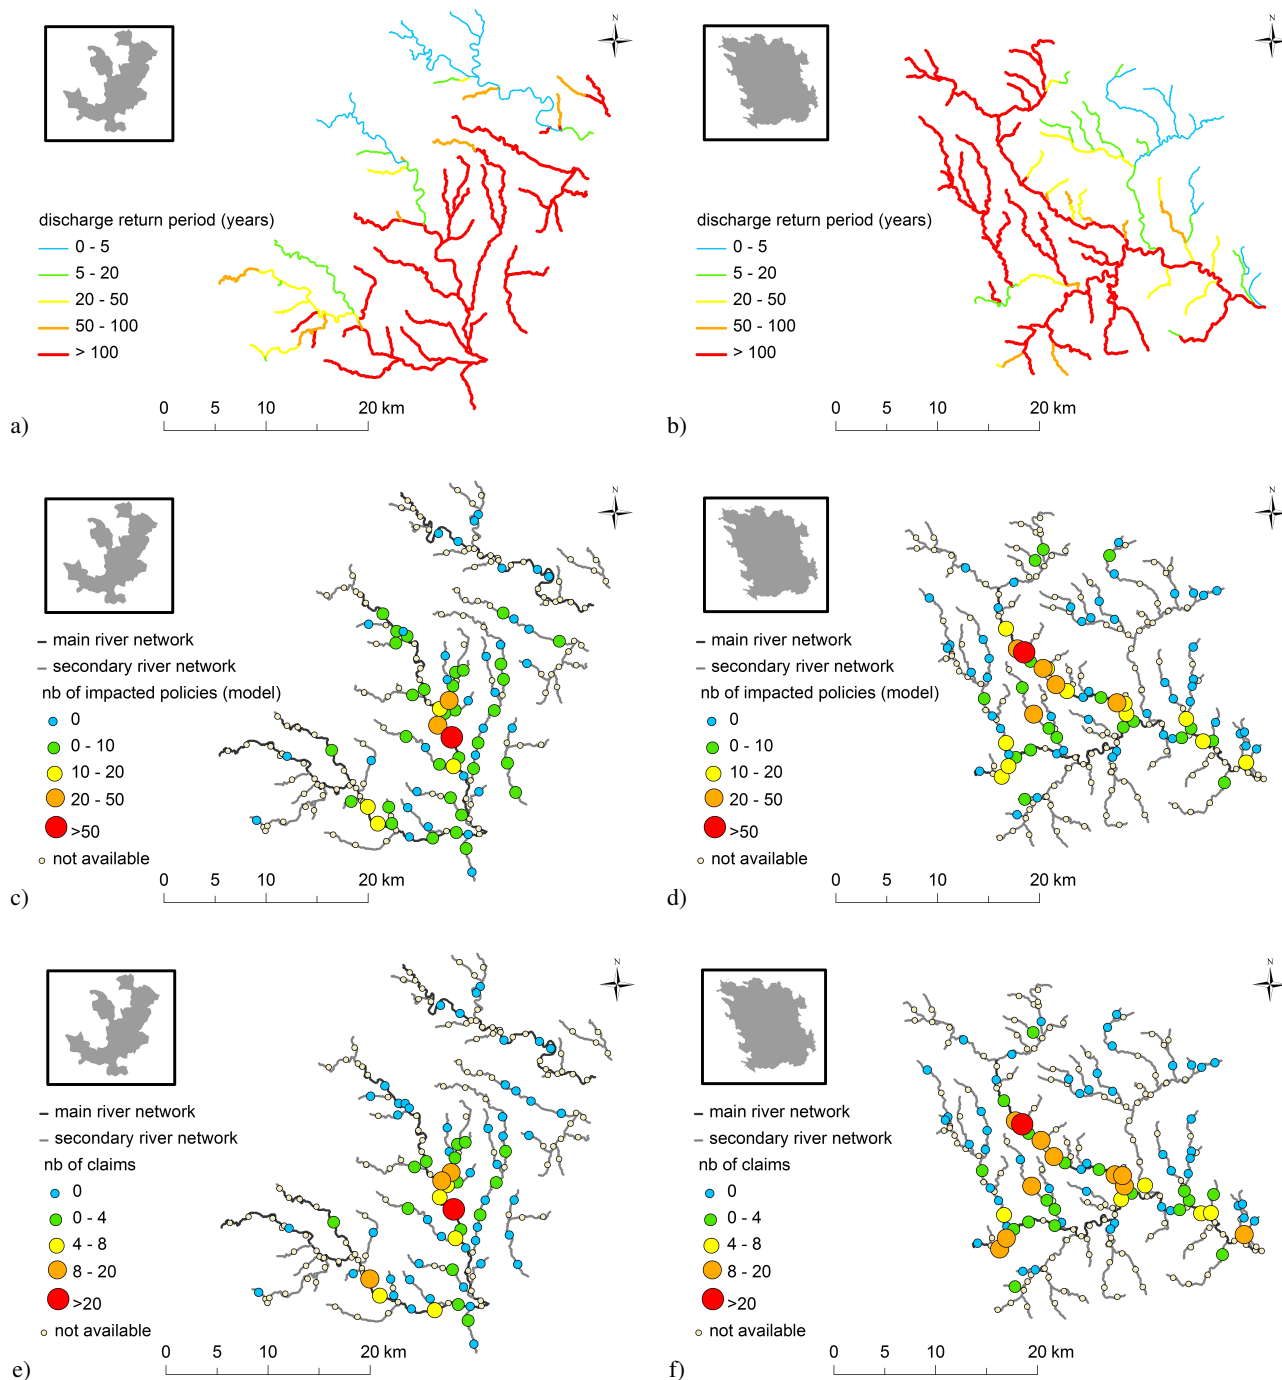 N
discharge return period (years)
0 - 5
5 - 20
20 - 50
50 - 100
> 100
0 5 10 20 km
a)
N
discharge return period (years)
0 - 5
5 - 20
20 - 50
50 - 100
> 100
0 5 10 20 km
b)
N
main river network
secondary river network
nb of impacted policies (model)
0
0 - 10
10 - 20
20 - 50
>50
not available
0 5 10 20 km
c)
N
main river network
secondary river network
nb of impacted policies (model)
0
0 - 10
10 - 20
20 - 50
>50
not available
0 5 10 20 km
d)
N
main river network
secondary river network
nb of claims
0
0 - 4
4 - 8
8 - 20
>20
not available
0 5 10 20 km
e)
N
main river network
secondary river network
nb of claims
0
0 - 4
4 - 8
8 - 20
>20
not available
0 5 10 20 km
f)